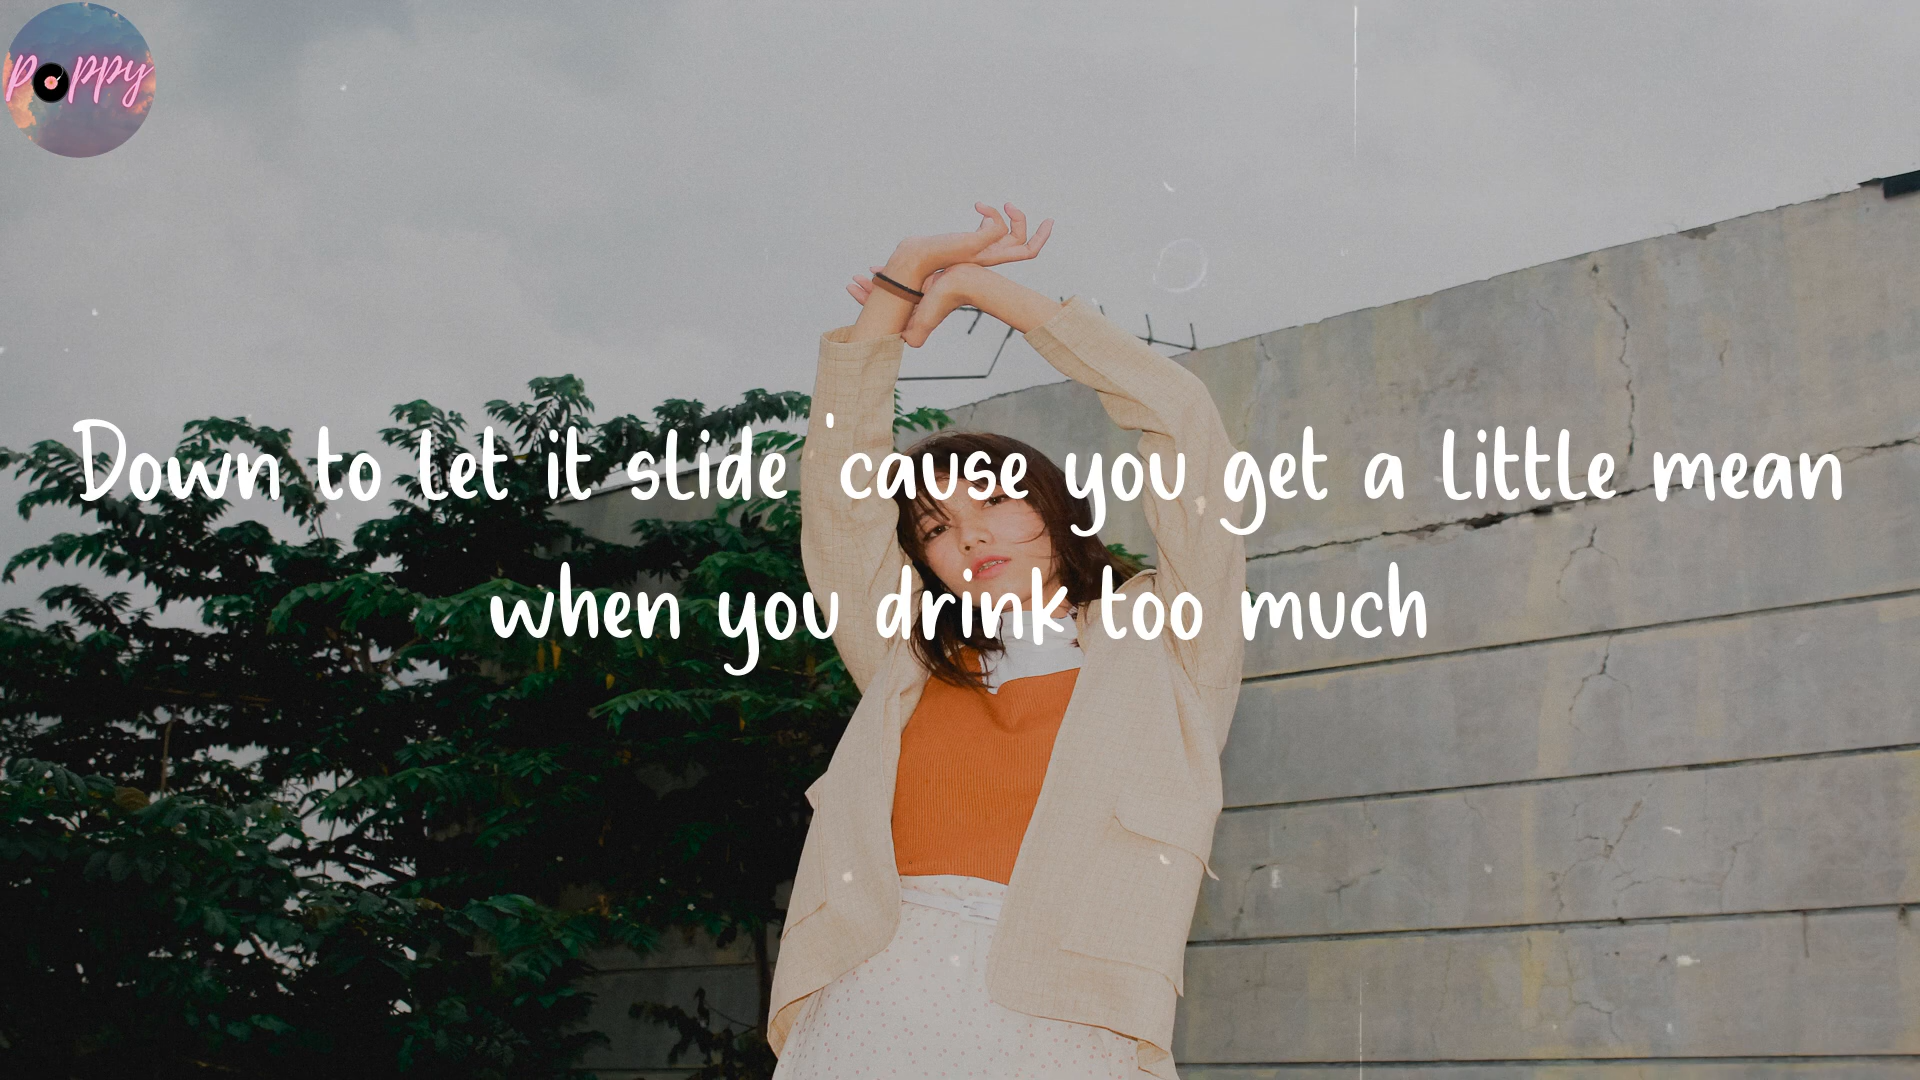 Poppy
Down to let it slide 'cause you get a little mean
when you drink too much